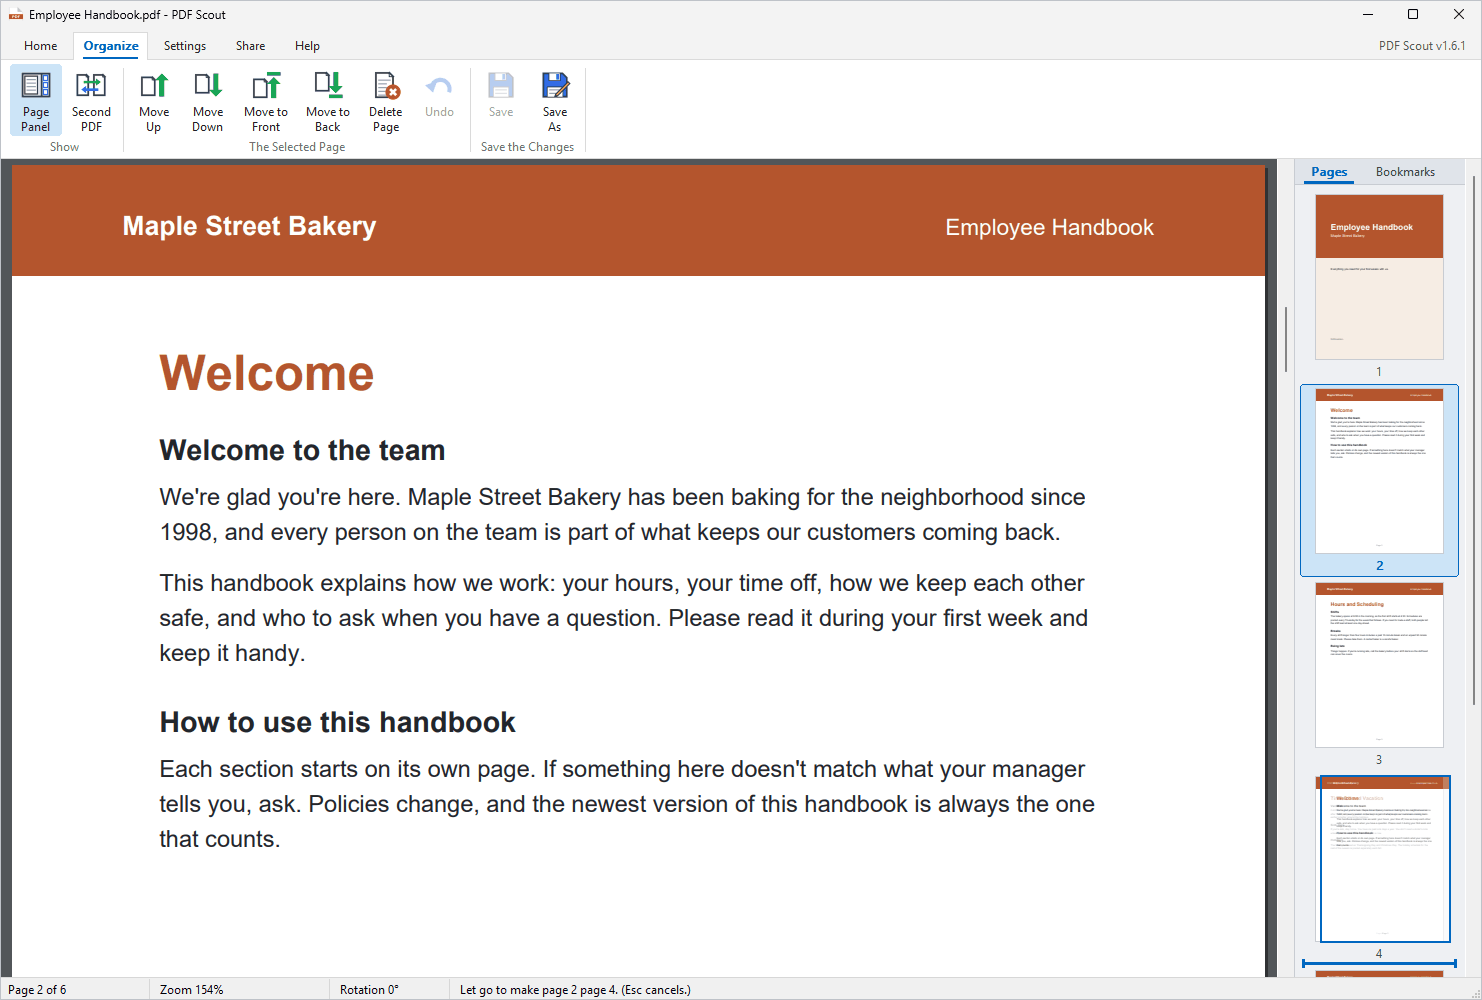 Employee Handbook.pdf - PDF Scout
Home
Organize
Settings
Share
Help
PDF Scout v1.6.1
Page Panel
Second PDF
Show
Move Up
Move Down
Move to Front
Move to Back
Delete Page
Undo
The Selected Page
Save
Save As
Save the Changes
Maple Street Bakery
Employee Handbook
Welcome
Welcome to the team
We're glad you're here. Maple Street Bakery has been baking for the neighborhood since
1998, and every person on the team is part of what keeps our customers coming back.
This handbook explains how we work: your hours, your time off, how we keep each other
safe, and who to ask when you have a question. Please read it during your first week and
keep it handy.
How to use this handbook
Each section starts on its own page. If something here doesn't match what your manager
tells you, ask. Policies change, and the newest version of this handbook is always the one
that counts.
Pages
Bookmarks
Employee Handbook
Maple Street Bakery
1
Welcome
2
Hours and Scheduling
3
4
Page 2 of 6
Zoom 154%
Rotation 0°
Let go to make page 2 page 4. (Esc cancels.)